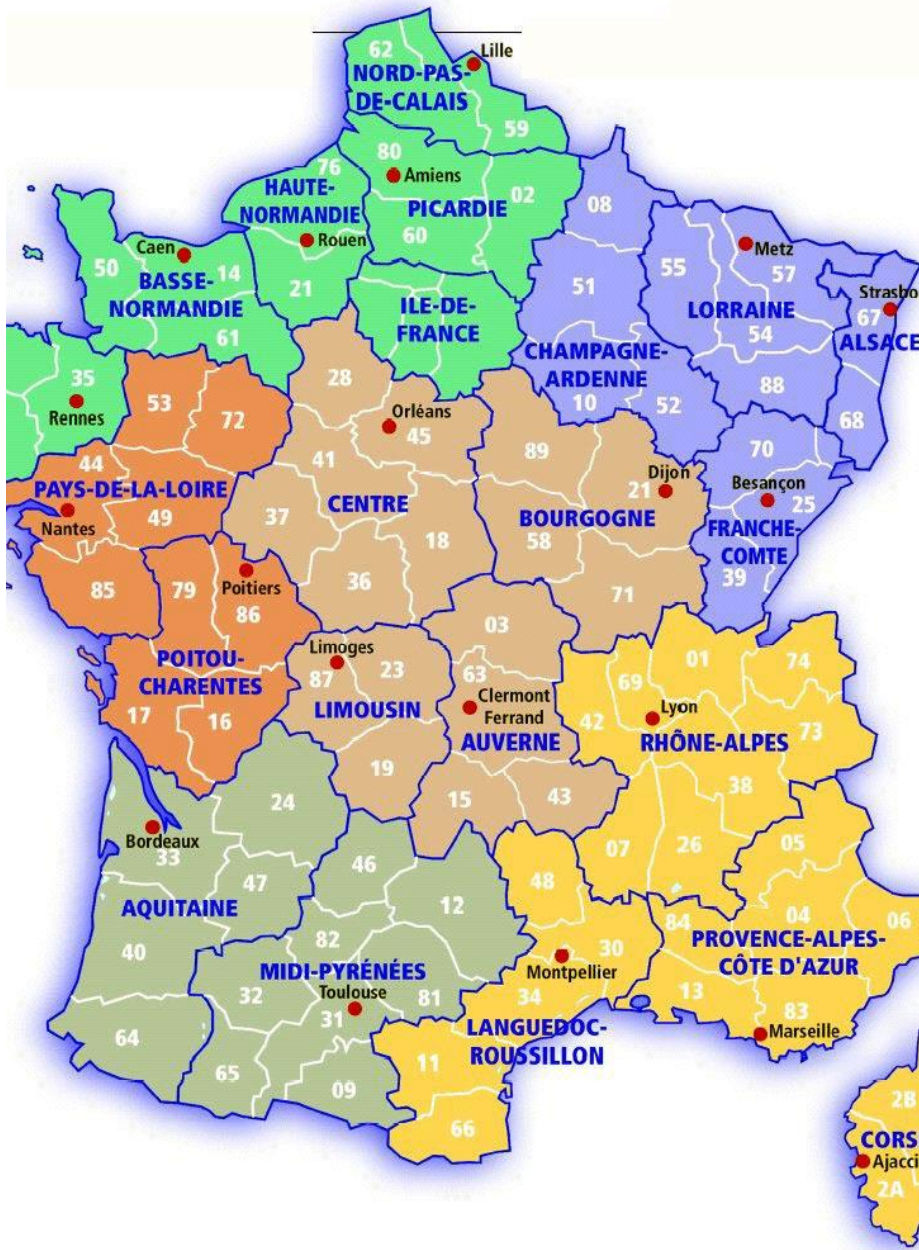 62
Lille
NORD-PAS-
DE-CALAIS
59
80
Amiens
02
PICARDIE
60
76
HAUTE-
NORMANDIE
Rouen
21
Caen
50
14
BASSE-
NORMANDIE
61
ILE-DE-
FRANCE
08
51
CHAMPAGNE-
ARDENNE
10
52
55
Metz
57
LORRAINE
54
88
Strasbo
67
ALSACE
68
35
Rennes
53
72
44
PAYS-DE-LA-LOIRE
Nantes
49
85
28
Orléans
45
41
CENTRE
37
18
36
89
Dijon
21
BOURGOGNE
58
71
70
Besançon
25
FRANCHE-
COMTE
39
79
Poitiers
86
POITOU-
CHARENTES
17
16
Limoges
87
23
LIMOUSIN
19
03
63
Clermont
Ferrand
AUVERNE
15
43
01
74
69
Lyon
42
73
RHÔNE-ALPES
38
07
26
24
Bordeaux
33
47
AQUITAINE
40
64
46
12
82
MIDI-PYRÉNÉES
32
Toulouse
81
31
65
09
48
30
Montpellier
34
LANGUEDOC-
ROUSSILLON
11
66
05
84
04
06
PROVENCE-ALPES-
CÔTE D'AZUR
13
83
Marseille
2B
CORS
Ajacci
2A